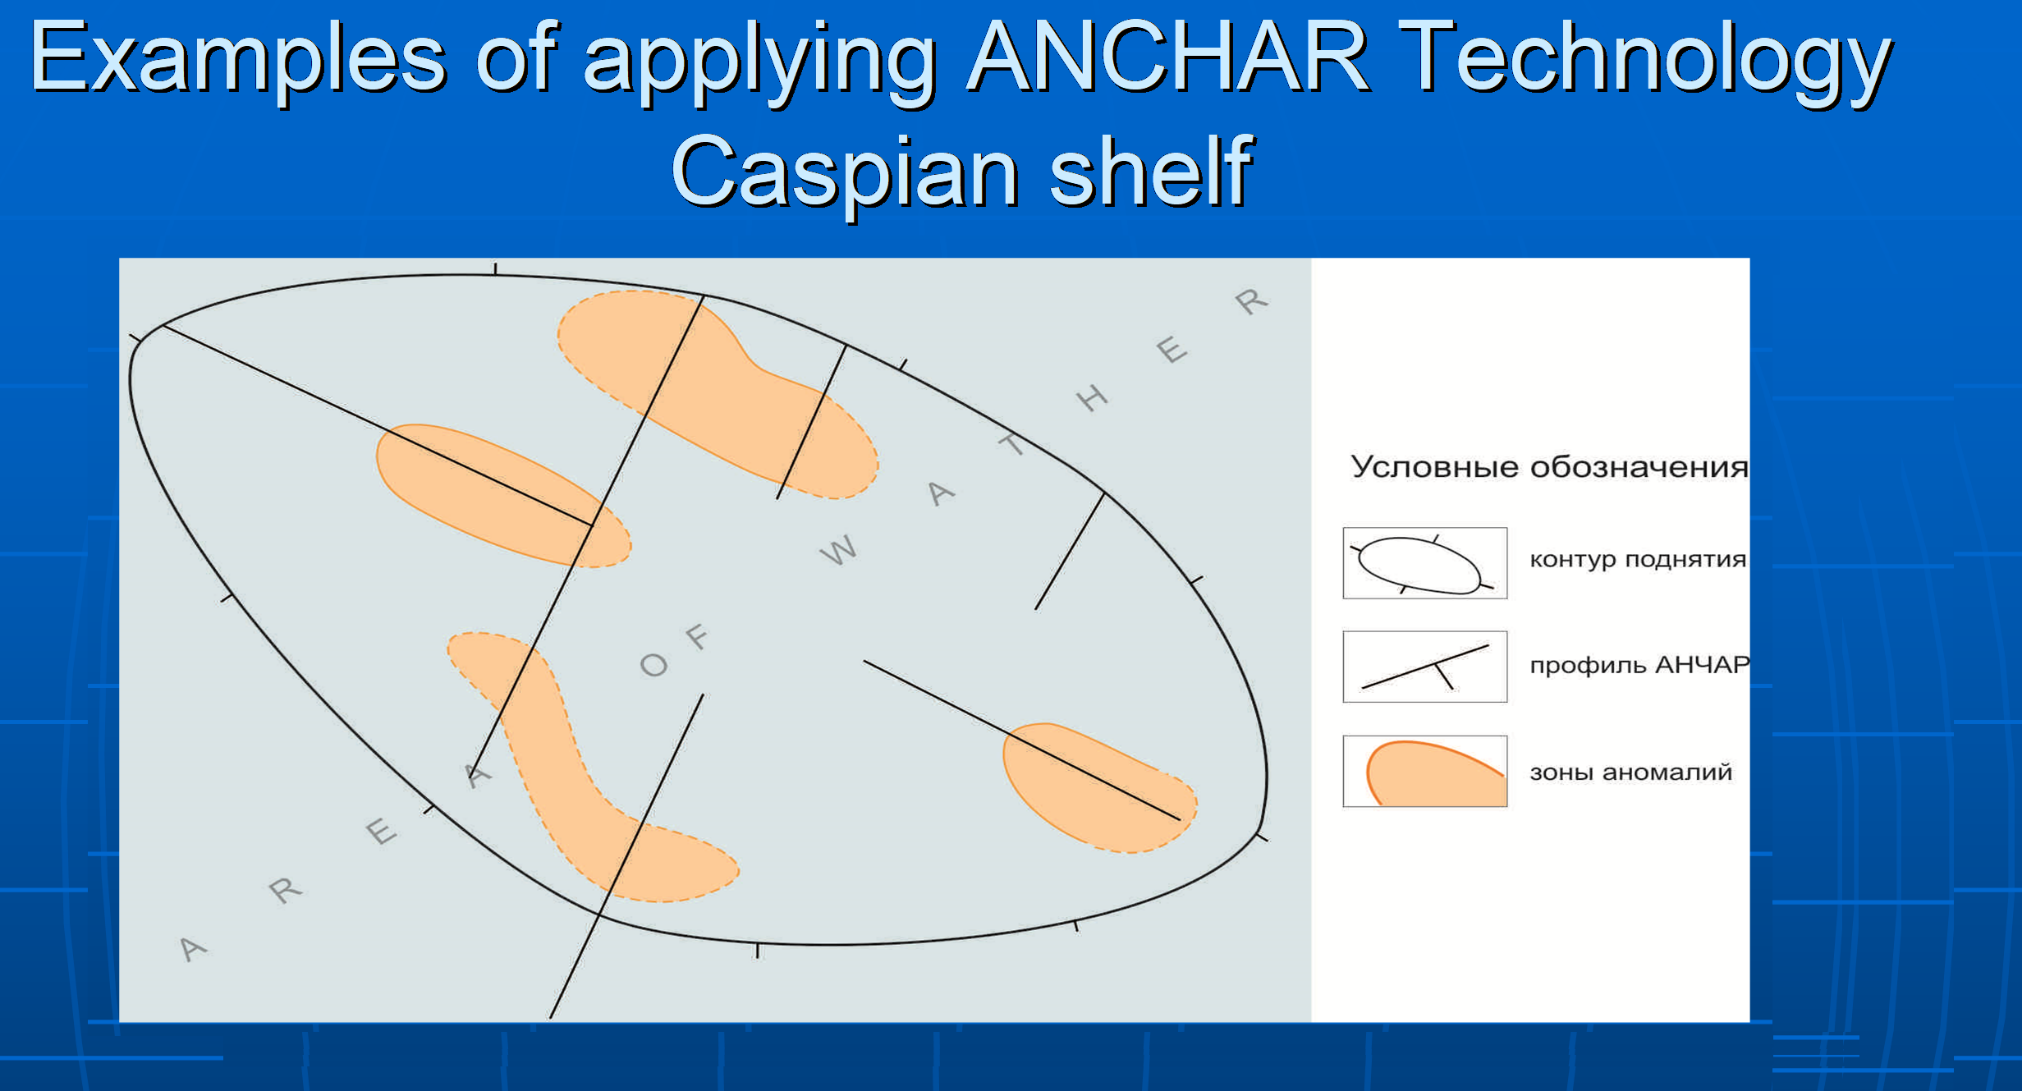 Examples of applying ANCHAR Technology
Caspian shelf
AREA OF WATHER
Условные обозначения
контур поднятия
профиль АНЧАР
зоны аномалий